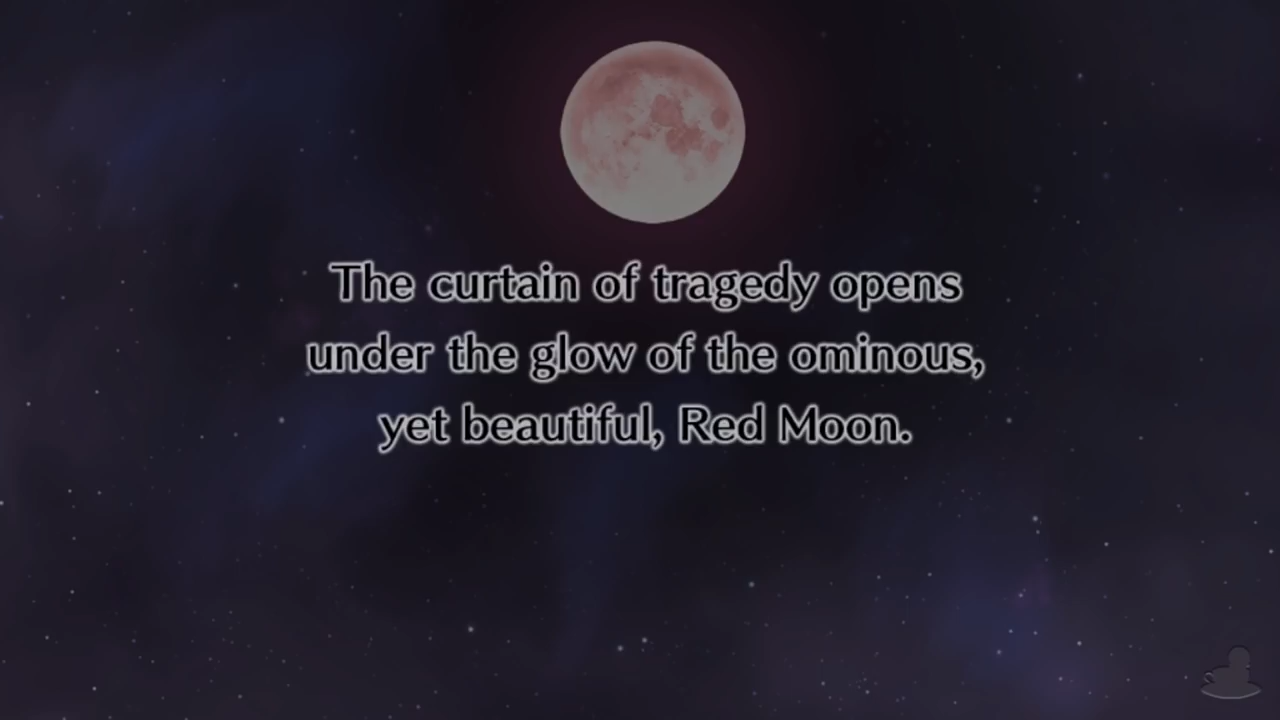 The curtain of tragedy opens
under the glow of the ominous,
yet beautiful, Red Moon.